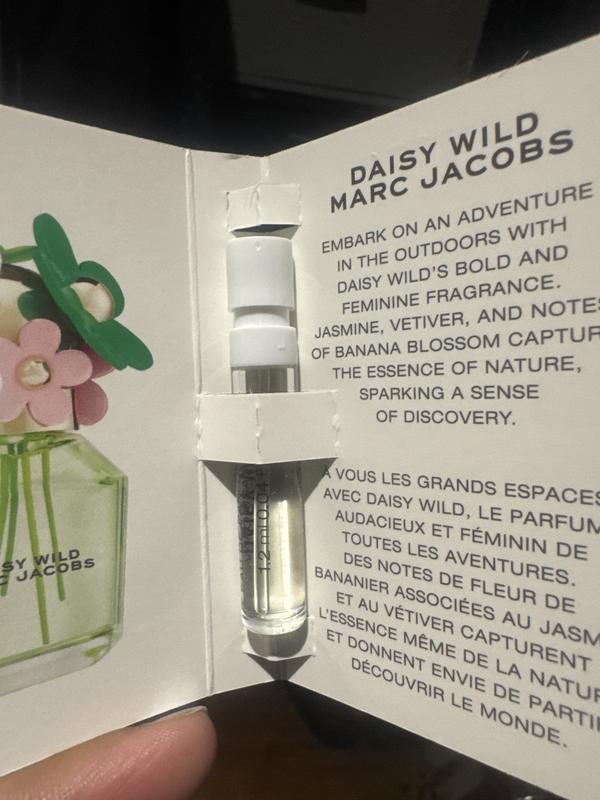 DAISY WILD
MARC JACOBS
EMBARK ON AN ADVENTURE
IN THE OUTDOORS WITH
DAISY WILD'S BOLD AND
FEMININE FRAGRANCE.
JASMINE, VETIVER, AND NOTES
OF BANANA BLOSSOM CAPTUR
THE ESSENCE OF NATURE,
SPARKING A SENSE
OF DISCOVERY.
À VOUS LES GRANDS ESPACES
AVEC DAISY WILD, LE PARFUM
AUDACIEUX ET FÉMININ DE
TOUTES LES AVENTURES.
DES NOTES DE FLEUR DE
BANANIER ASSOCIÉES AU JASM
ET AU VÉTIVER CAPTURENT
L'ESSENCE MÊME DE LA NATUR
ET DONNENT ENVIE DE PARTI
DÉCOUVRIR LE MONDE.
1.2 ml 0.04 F
SY WILD
C JACOBS